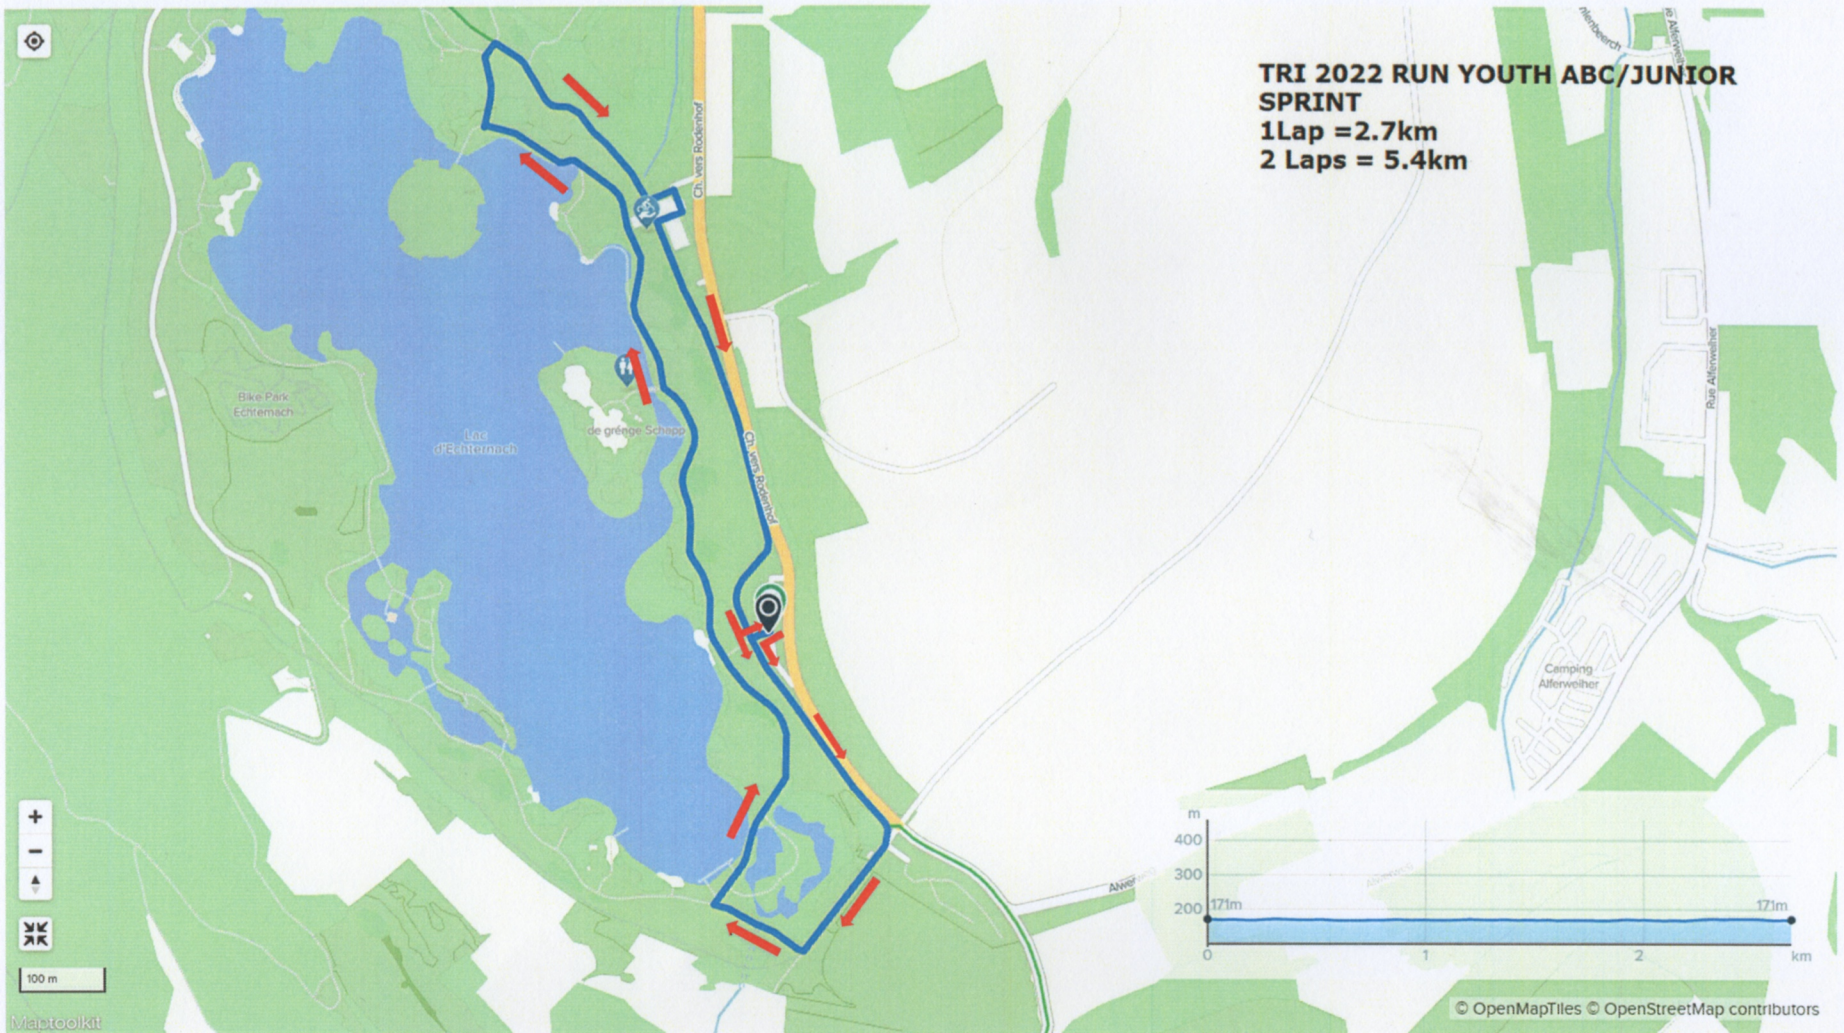 TRI 2022 RUN YOUTH ABC/JUNIOR
SPRINT
1Lap =2.7km
2 Laps = 5.4km
Ch. vers Rodenhof
Rue Alferweiher
Bike Park
Echternach
Lac
d'Echternach
de grénge Schapp
Ch. vers Rodenhof
Camping
Alferweiher
m
400
300
200
171m
171m
0
1
2
km
+
−
100 m
Maptoolkit
© OpenMapTiles © OpenStreetMap contributors